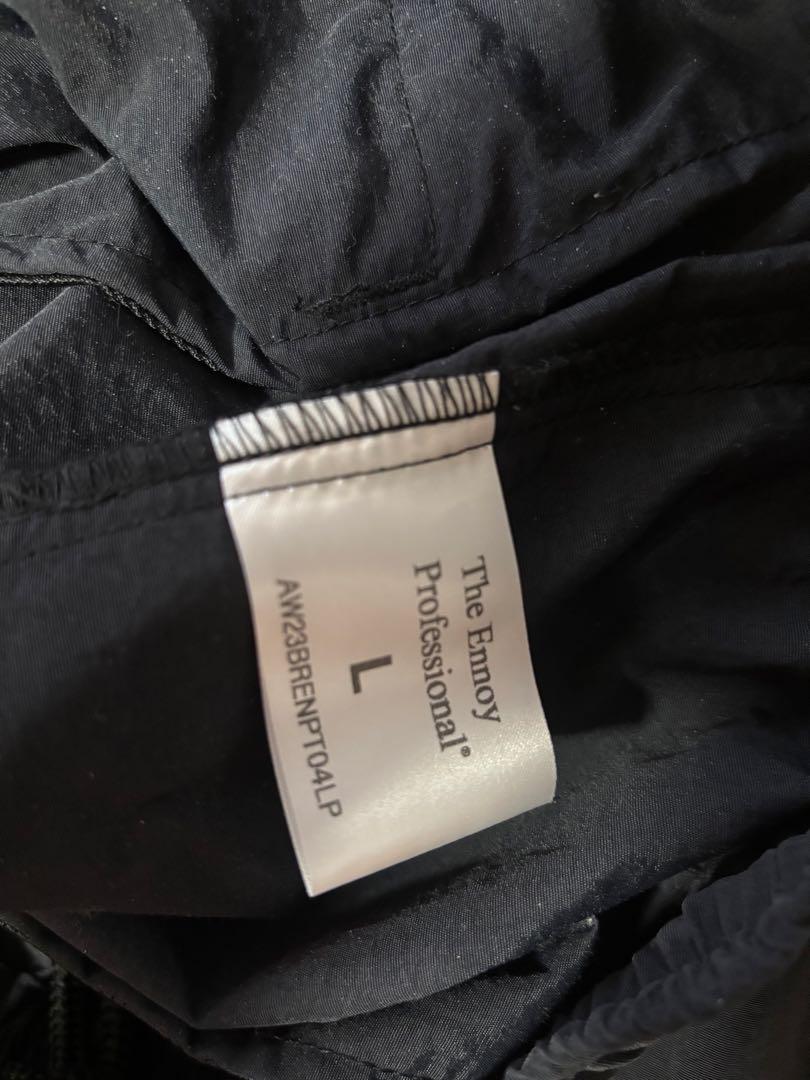 The Ennoy
Professional®
L
AW23BRENPT04LP